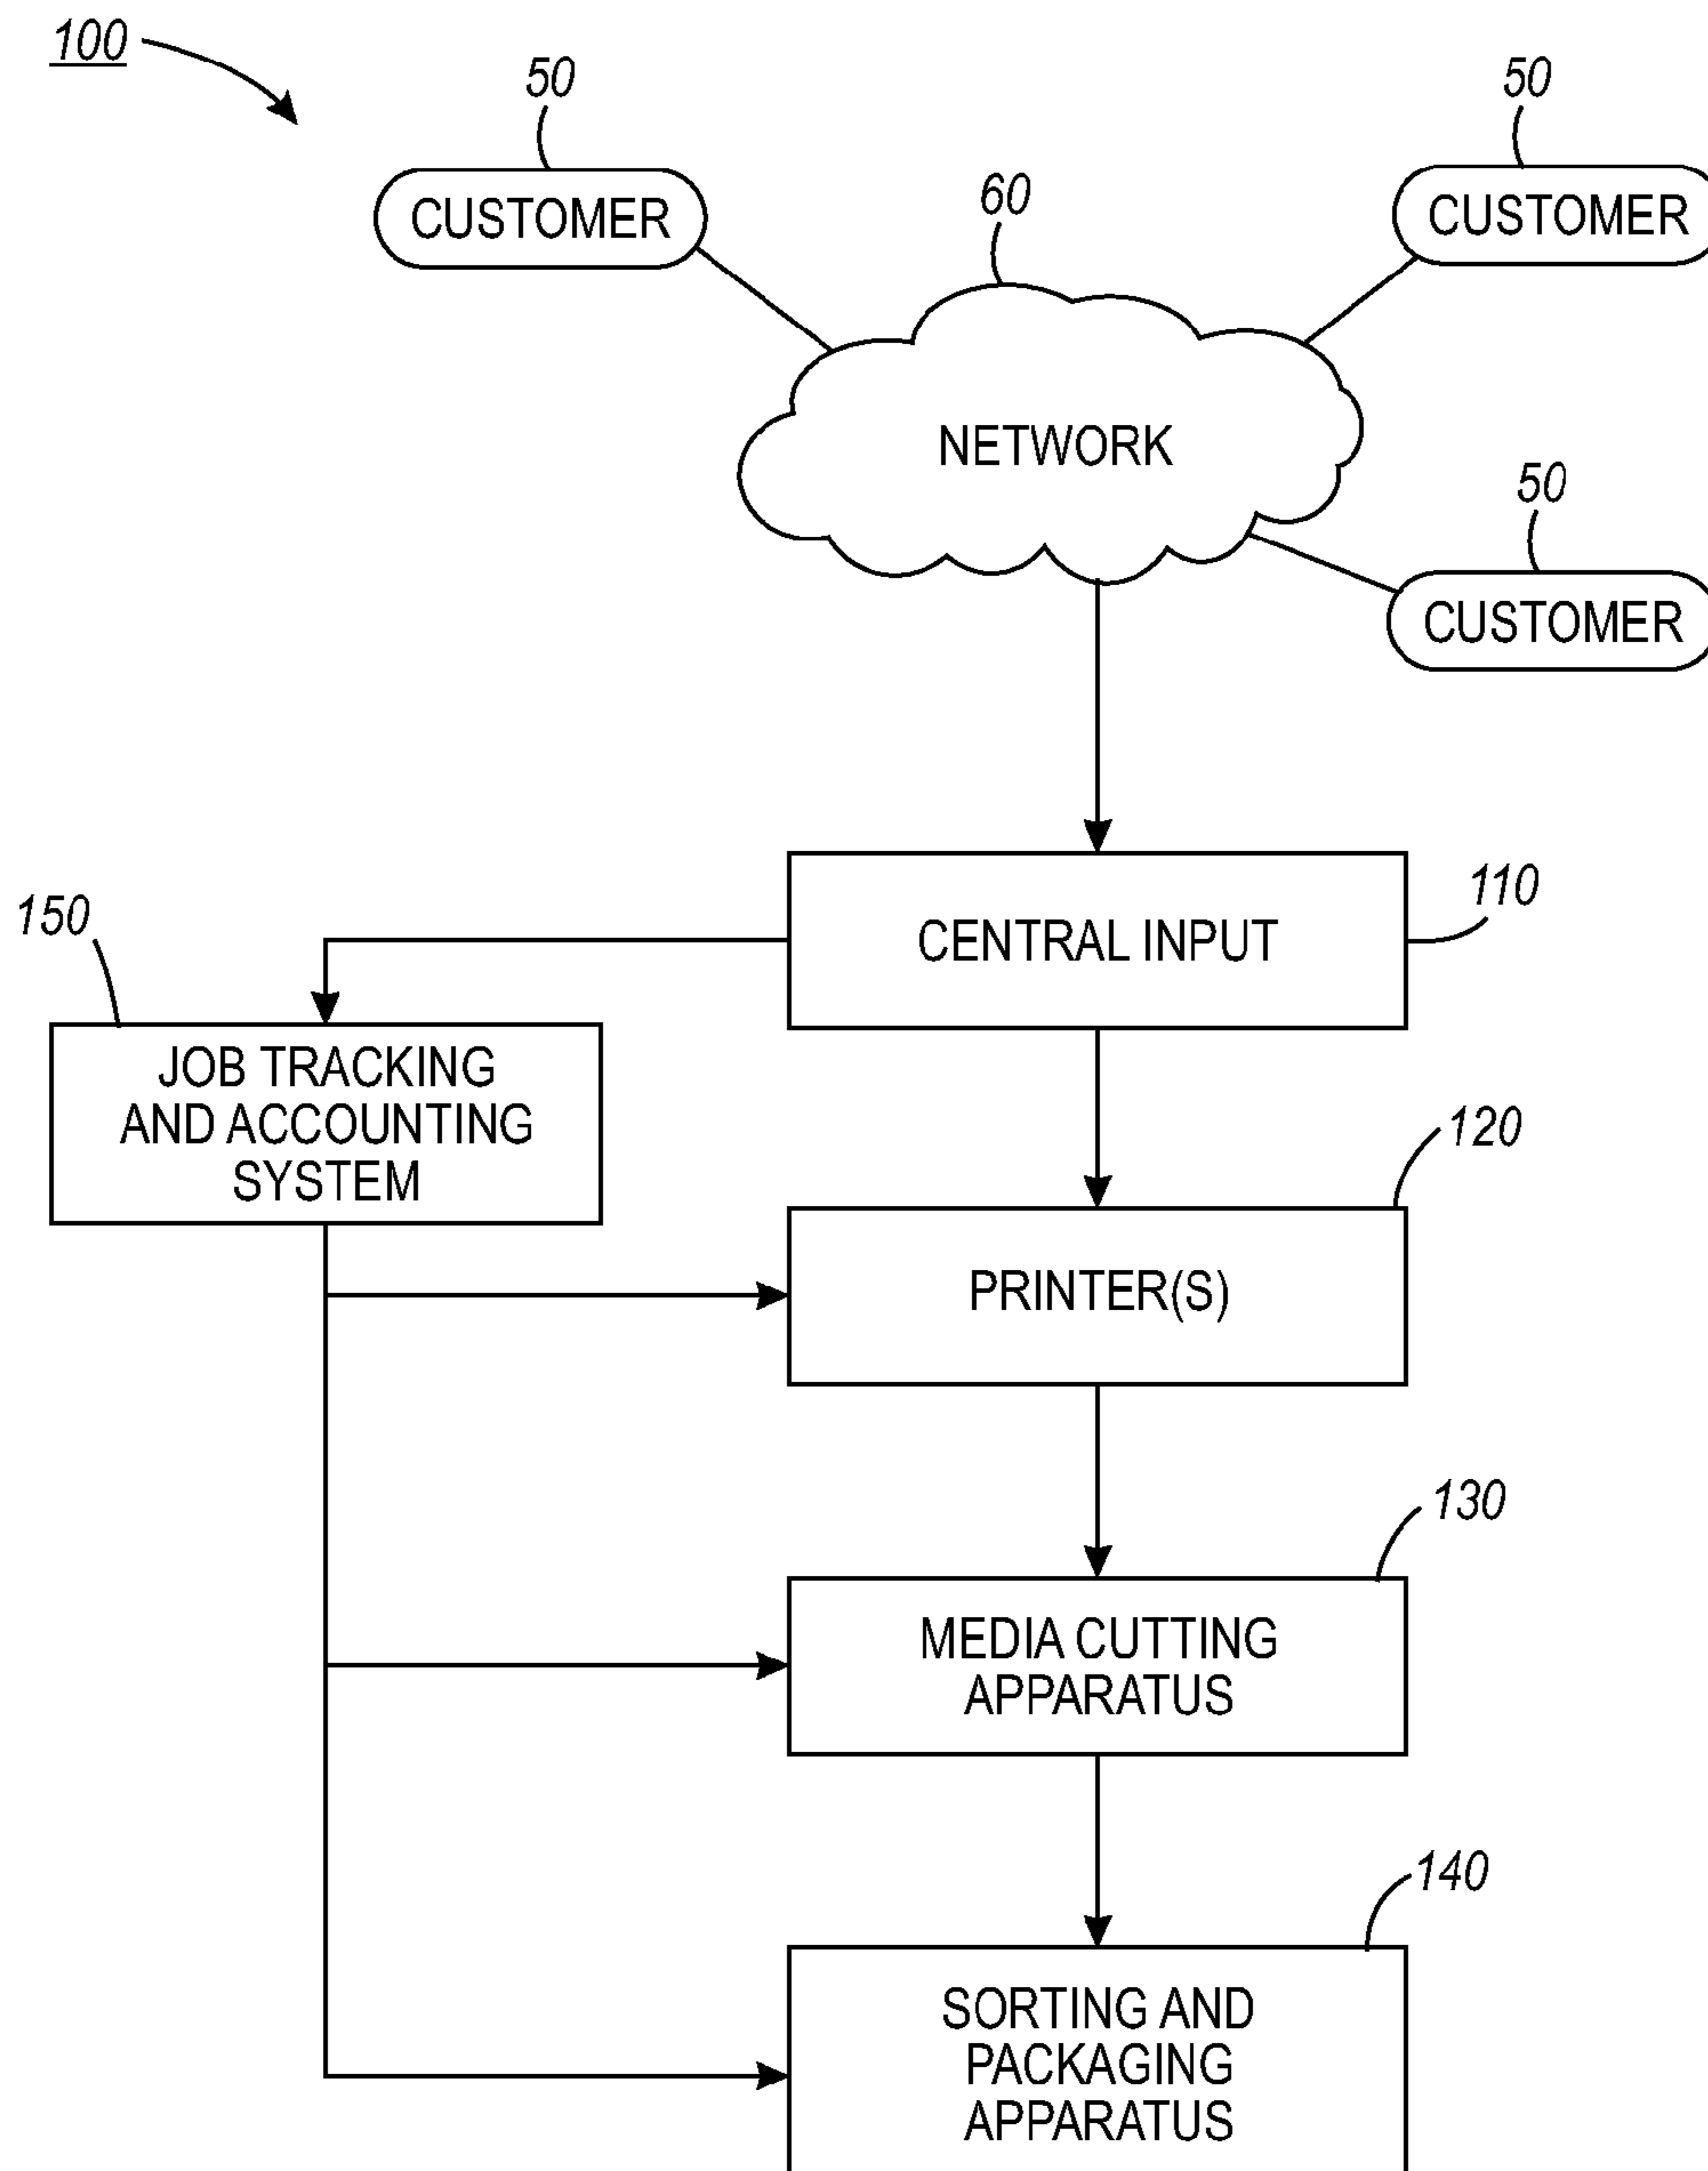 100
50
50
CUSTOMER
60
CUSTOMER
NETWORK
50
CUSTOMER
110
150
CENTRAL INPUT
JOB TRACKING
AND ACCOUNTING
SYSTEM
120
PRINTER(S)
130
MEDIA CUTTING
APPARATUS
140
SORTING AND
PACKAGING
APPARATUS